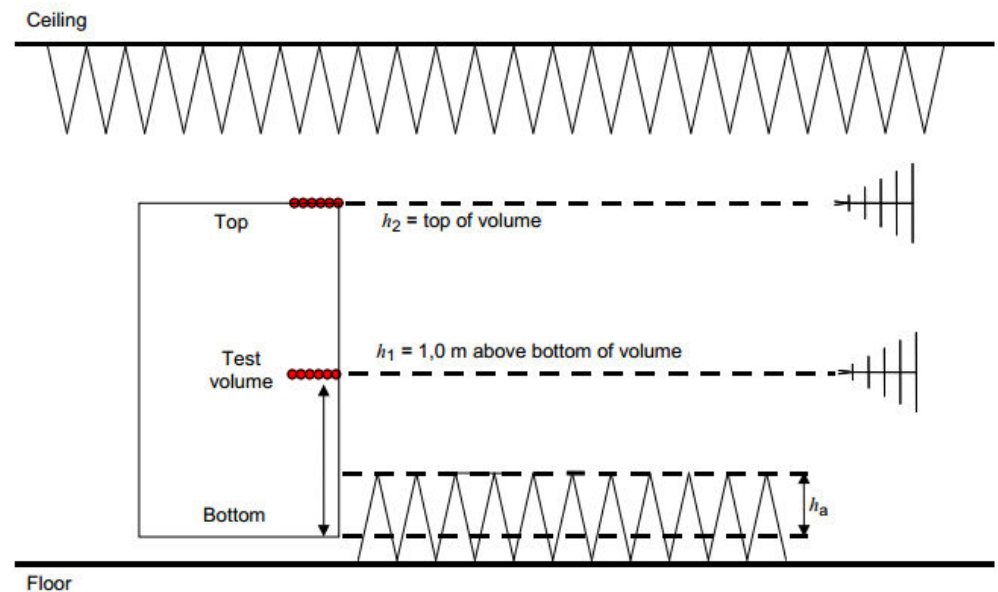 Ceiling
Top
h2 = top of volume
h1 = 1,0 m above bottom of volume
Test
volume
Bottom
ha
Floor